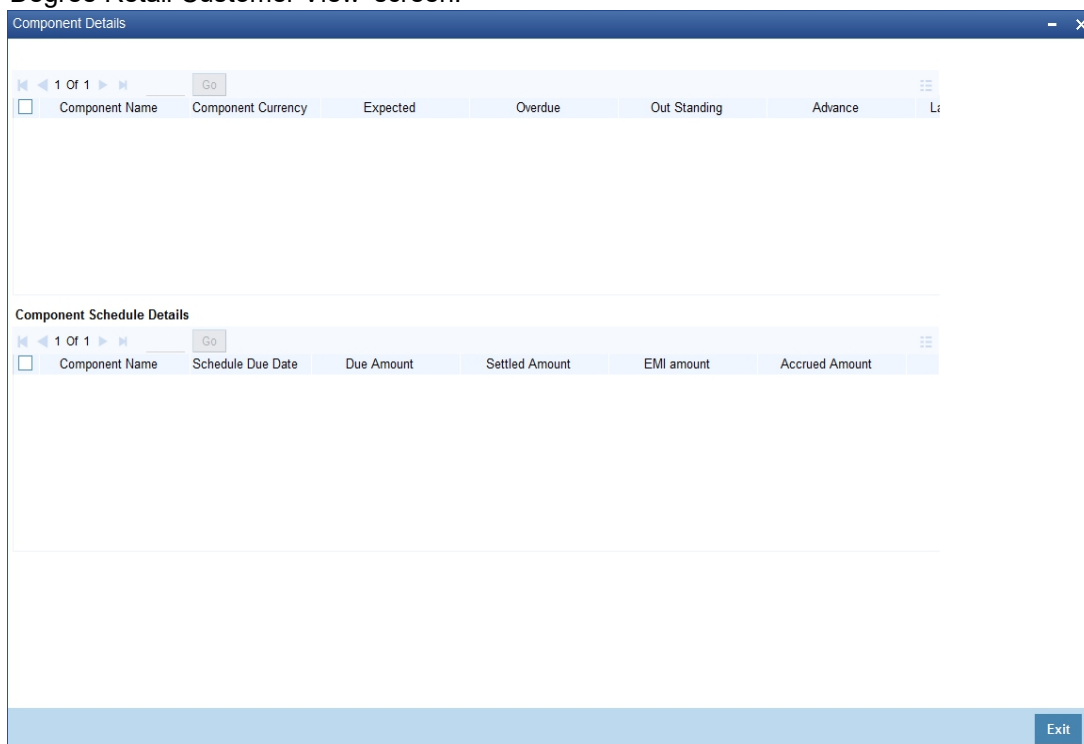 Degree Retail Customer View' screen.
Component Details
1 Of 1 Go
Component Name Component Currency Expected Overdue Out Standing Advance La
Component Schedule Details
1 Of 1 Go
Component Name Schedule Due Date Due Amount Settled Amount EMI amount Accrued Amount
Exit